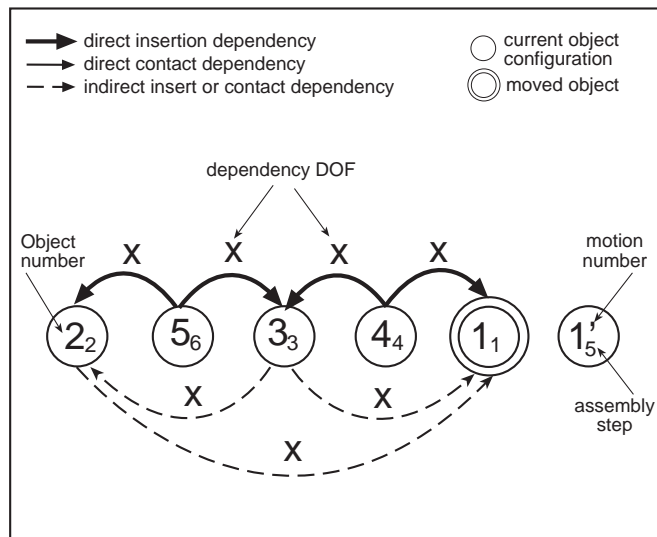 direct insertion dependency
direct contact dependency
indirect insert or contact dependency
current object
configuration
moved object
dependency DOF
Object
number
motion
number
X X X X
2₂ 5₆ 3₃ 4₄ 1₁ 1'₅
X X
X
assembly
step